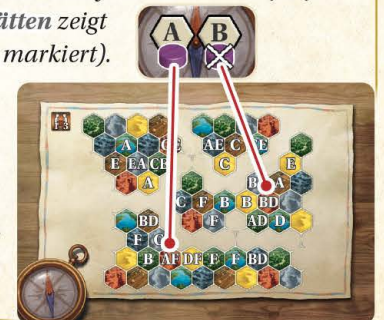 ätten zeigt
markiert).
A B
A AE C
E EA CE C E
A B A
C F B B BD
BD F AD D
F C
B AF DF E F BD